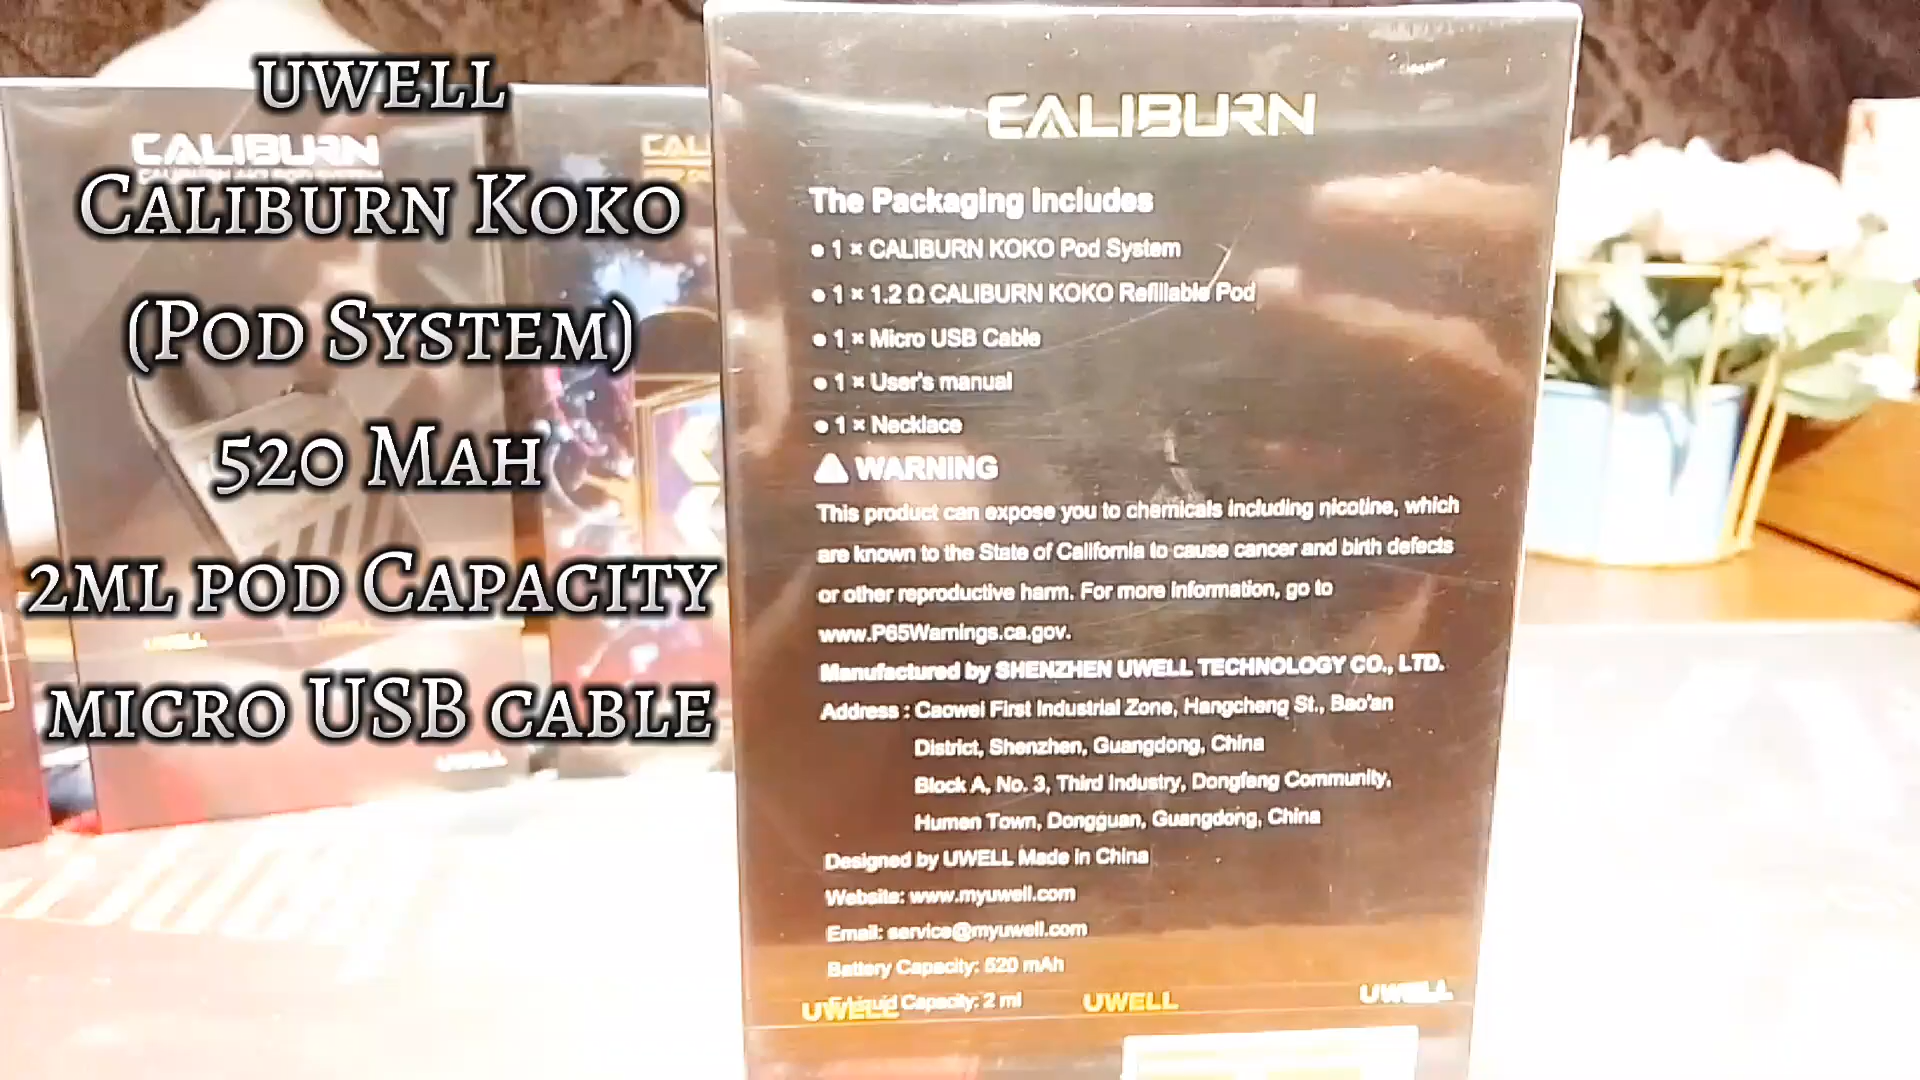 UWELL
CALIBURN KOKO
(POD SYSTEM)
520 MAH
2ML POD CAPACITY
MICRO USB CABLE
CALIBURN
CALIBURN
The Packaging Includes
● 1 × CALIBURN KOKO Pod System
● 1 × 1.2 Ω CALIBURN KOKO Refillable Pod
● 1 × Micro USB Cable
● 1 × User's manual
● 1 × Necklace
⚠ WARNING
This product can expose you to chemicals including nicotine, which
are known to the State of California to cause cancer and birth defects
or other reproductive harm. For more information, go to
www.P65Warnings.ca.gov.
Manufactured by SHENZHEN UWELL TECHNOLOGY CO., LTD.
Address : Caowei First Industrial Zone, Hangcheng St., Bao'an
District, Shenzhen, Guangdong, China
Block A, No. 3, Third Industry, Dongfang Community,
Humen Town, Dongguan, Guangdong, China
Designed by UWELL Made in China
Website: www.myuwell.com
Email: service@myuwell.com
Battery Capacity: 520 mAh
E-Liquid Capacity: 2 ml
UWELL UWELL UWELL
UWELL
UWELL